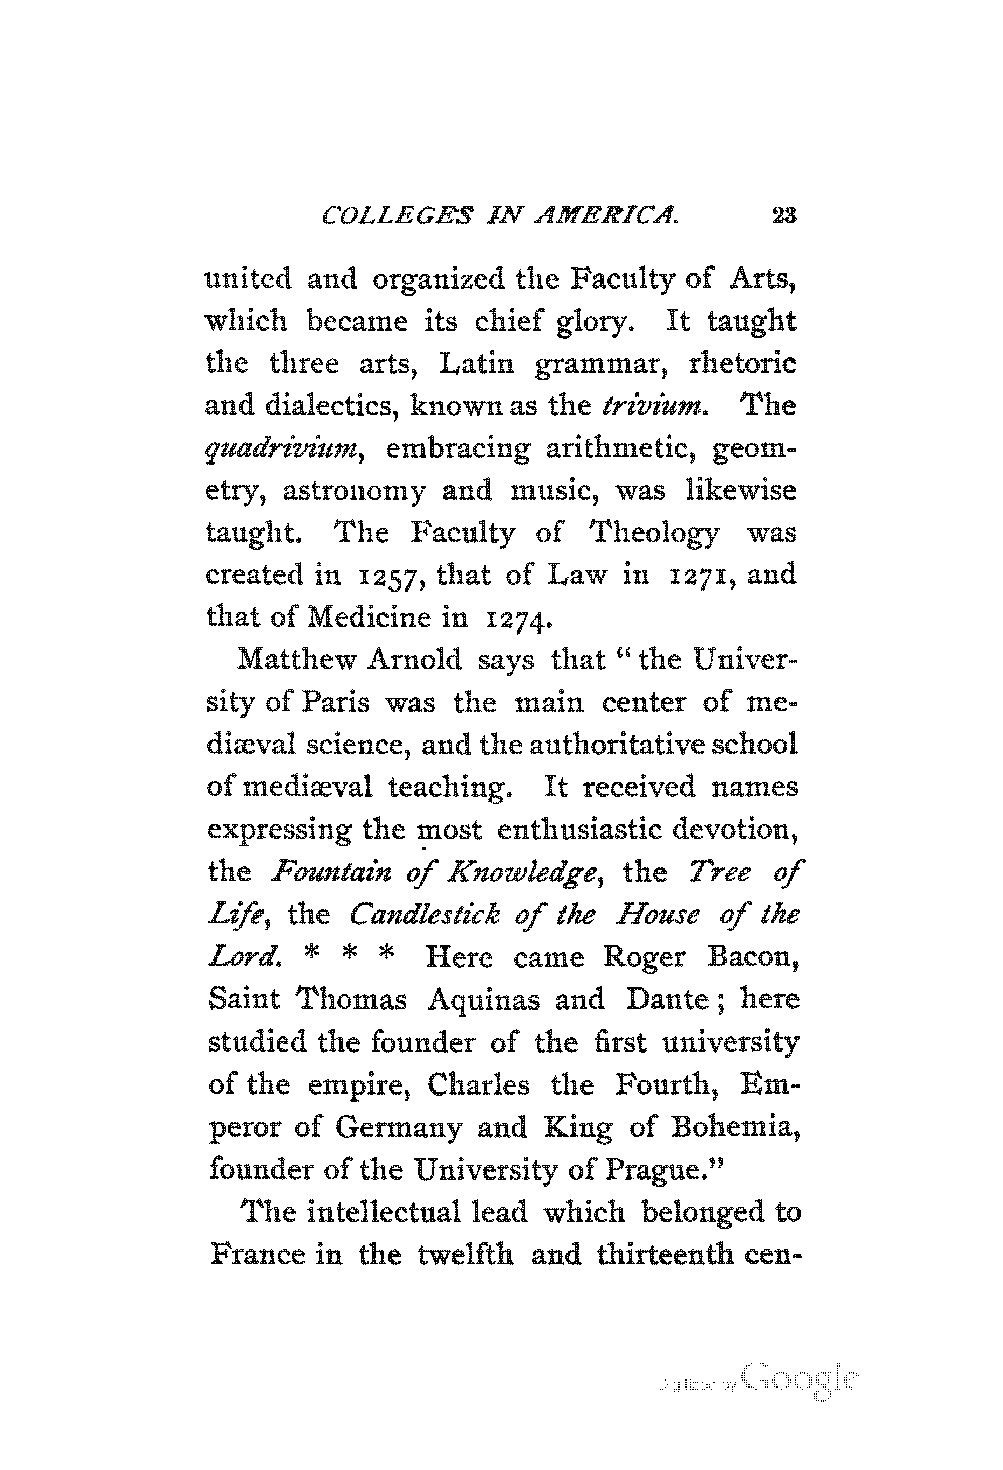 COLLEGES IN AMERICA. 23
united and organized the Faculty of Arts,
which became its chief glory. It taught
the three arts, Latin grammar, rhetoric
and dialectics, known as the trivium. The
quadrivium, embracing arithmetic, geom-
etry, astronomy and music, was likewise
taught. The Faculty of Theology was
created in 1257, that of Law in 1271, and
that of Medicine in 1274.
Matthew Arnold says that “the Univer-
sity of Paris was the main center of me-
diæval science, and the authoritative school
of mediæval teaching. It received names
expressing the most enthusiastic devotion,
the Fountain of Knowledge, the Tree of
Life, the Candlestick of the House of the
Lord. * * * Here came Roger Bacon,
Saint Thomas Aquinas and Dante; here
studied the founder of the first university
of the empire, Charles the Fourth, Em-
peror of Germany and King of Bohemia,
founder of the University of Prague.”
The intellectual lead which belonged to
France in the twelfth and thirteenth cen-
Digitized by Google